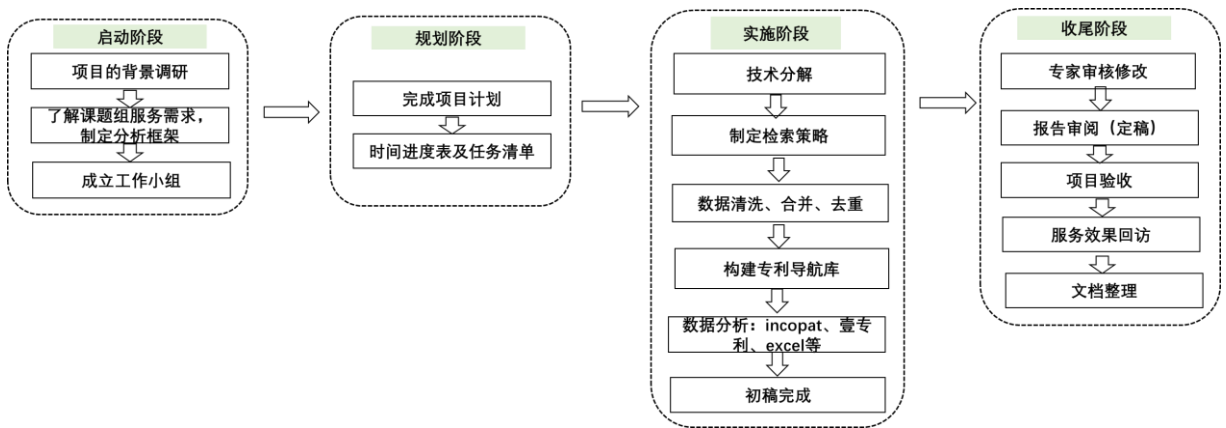 启动阶段
项目的背景调研
了解课题组服务需求，
制定分析框架
成立工作小组
规划阶段
完成项目计划
时间进度表及任务清单
实施阶段
技术分解
制定检索策略
数据清洗、合并、去重
构建专利导航库
数据分析：incopat、壹专
利、excel等
初稿完成
收尾阶段
专家审核修改
报告审阅（定稿）
项目验收
服务效果回访
文档整理